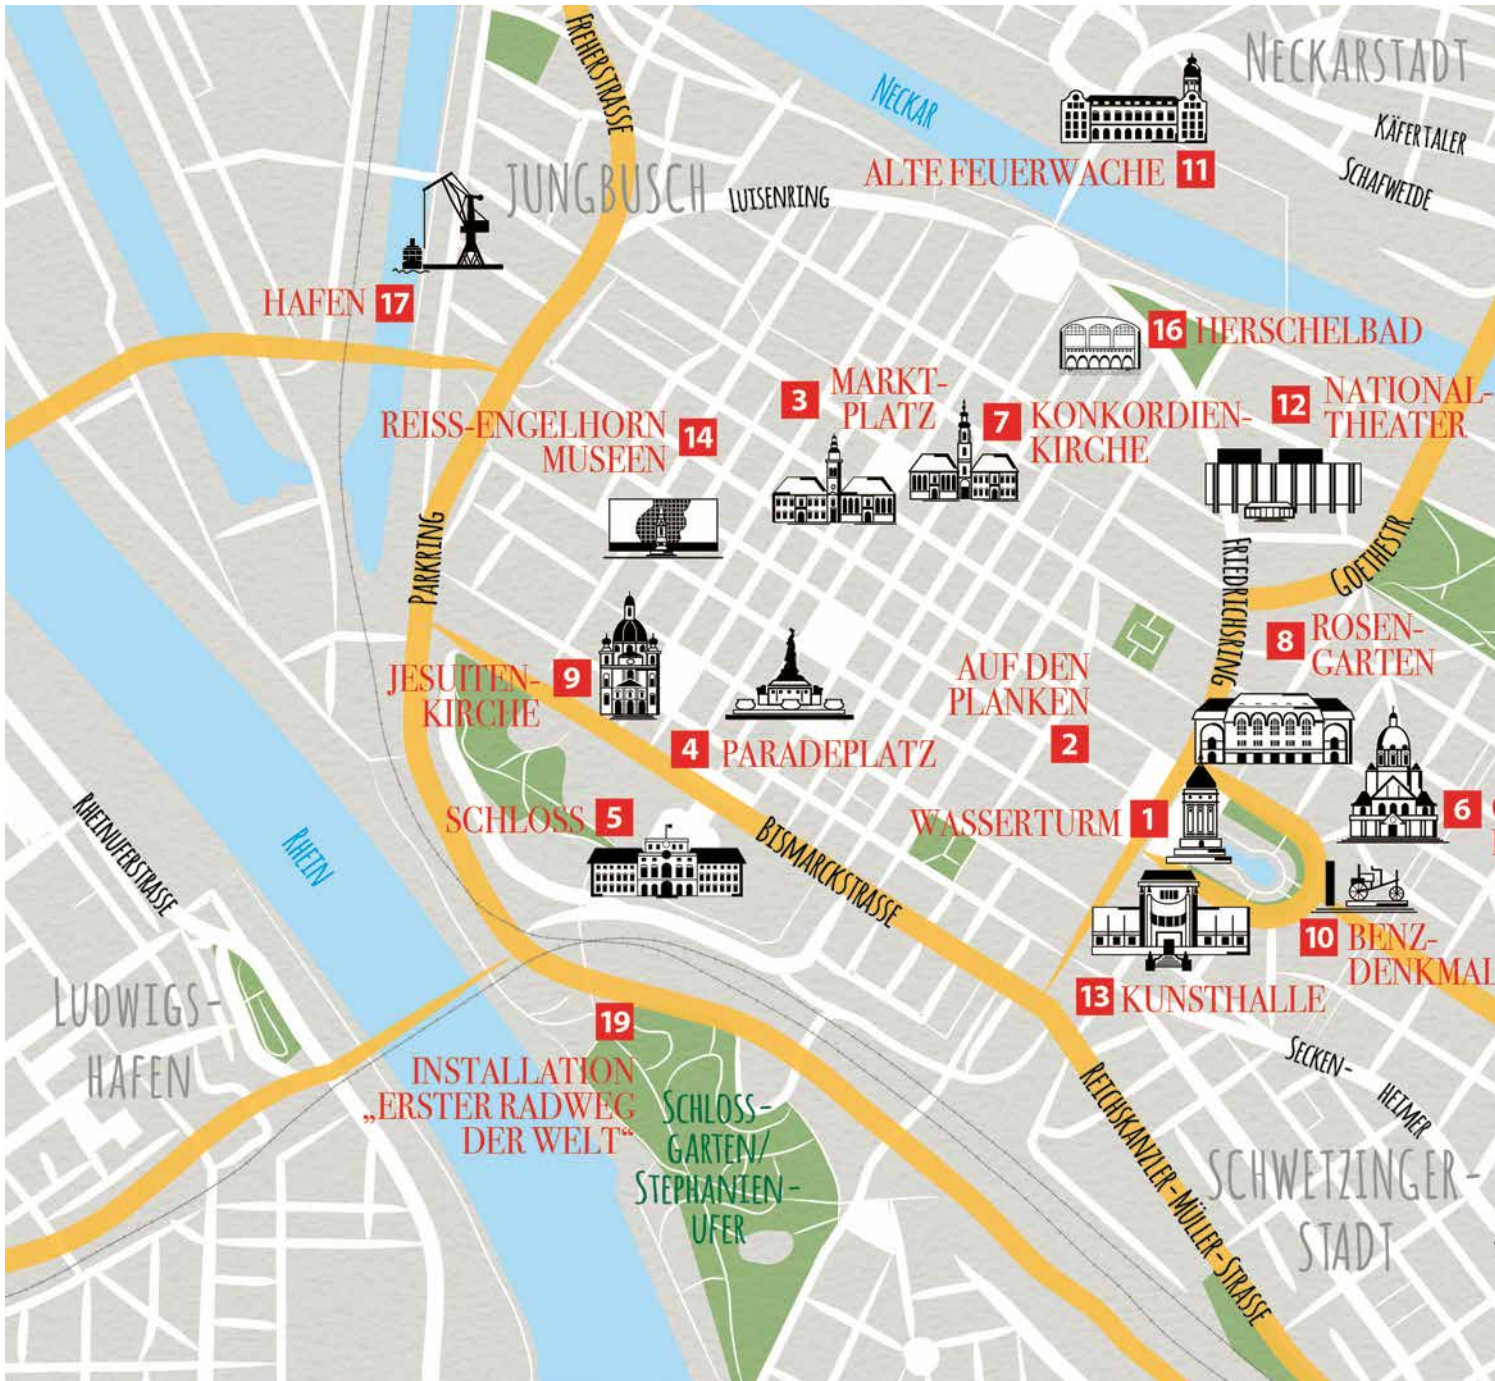 FREHERSTRASSE
NECKARSTADT
NECKAR
KÄFERTALER
SCHAFWEIDE
ALTE FEUERWACHE 11
JUNGBUSCH
LUISENRING
HAFEN 17
16 HERSCHELBAD
3 MARKT-
PLATZ
7 KONKORDIEN-
KIRCHE
12 NATIONAL-
THEATER
REISS-ENGELHORN
MUSEEN 14
PARKRING
GOETHESTR.
FRIEDRICHSRING
8 ROSEN-
GARTEN
JESUITEN-
KIRCHE 9
AUF DEN
PLANKEN
2
4 PARADEPLATZ
SCHLOSS 5
WASSERTURM 1
6
RHEINUFERSTRASSE
RHEIN
BISMARCKSTRASSE
10 BENZ-
DENKMAL
13 KUNSTHALLE
LUDWIGS-
HAFEN
19
INSTALLATION
„ERSTER RADWEG
DER WELT“
SCHLOSS-
GARTEN/
STEPHANIEN-
UFER
SECKEN-
HEIMER
REICHSKANZLER-MÜLLER-STRASSE
SCHWETZINGER-
STADT